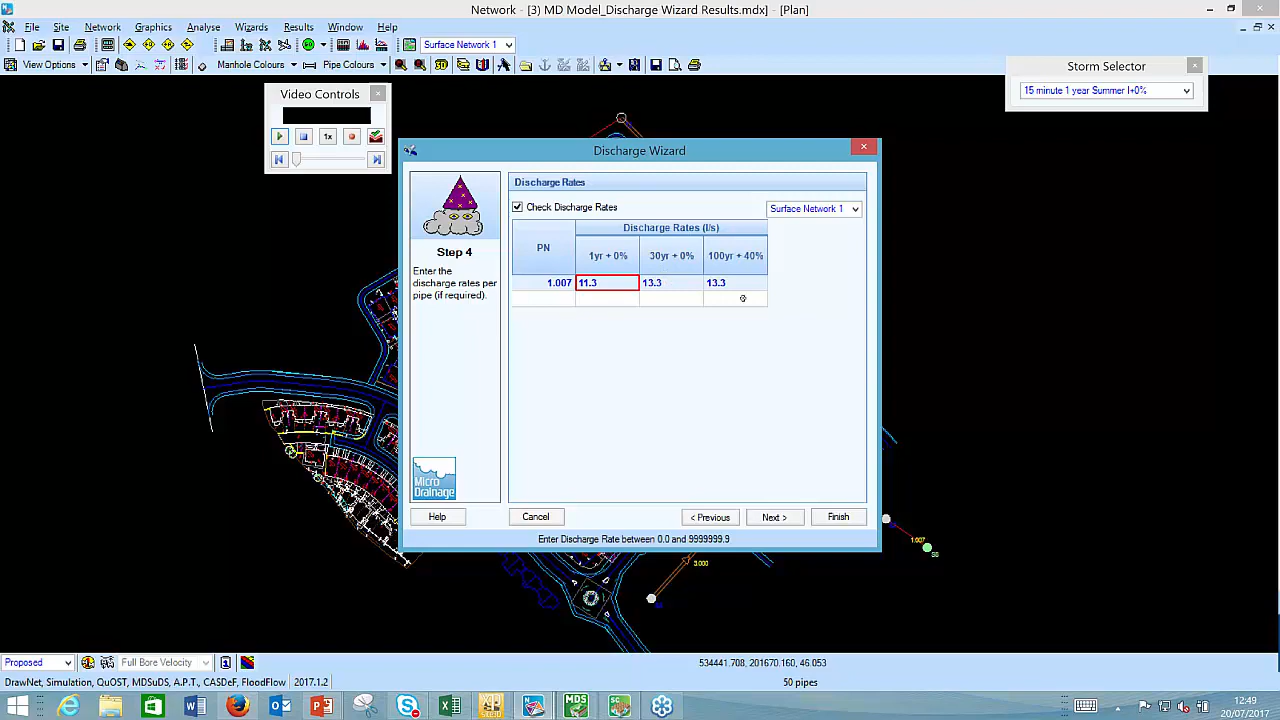 Network - [3) MD Model_Discharge Wizard Results.mdx] - [Plan]
File Site Network Graphics Analyse Wizards Results Window Help
Surface Network 1
View Options Manhole Colours Pipe Colours
Storm Selector
15 minute 1 year Summer I+0%
Video Controls
1x
Discharge Wizard
Discharge Rates
Check Discharge Rates
Surface Network 1
PN
Discharge Rates (l/s)
1yr + 0% 30yr + 0% 100yr + 40%
1.007 11.3 13.3 13.3
Step 4
Enter the
discharge rates per
pipe (if required).
Micro
Drainage
Help Cancel < Previous Next > Finish
Enter Discharge Rate between 0.0 and 9999999.9
1.007
3.000
Proposed Full Bore Velocity 534441.708, 201670.160, 46.053
DrawNet, Simulation, QuOST, MDSuDS, A.P.T., CASDeF, FloodFlow 2017.1.2 50 pipes
12:49
20/07/2017